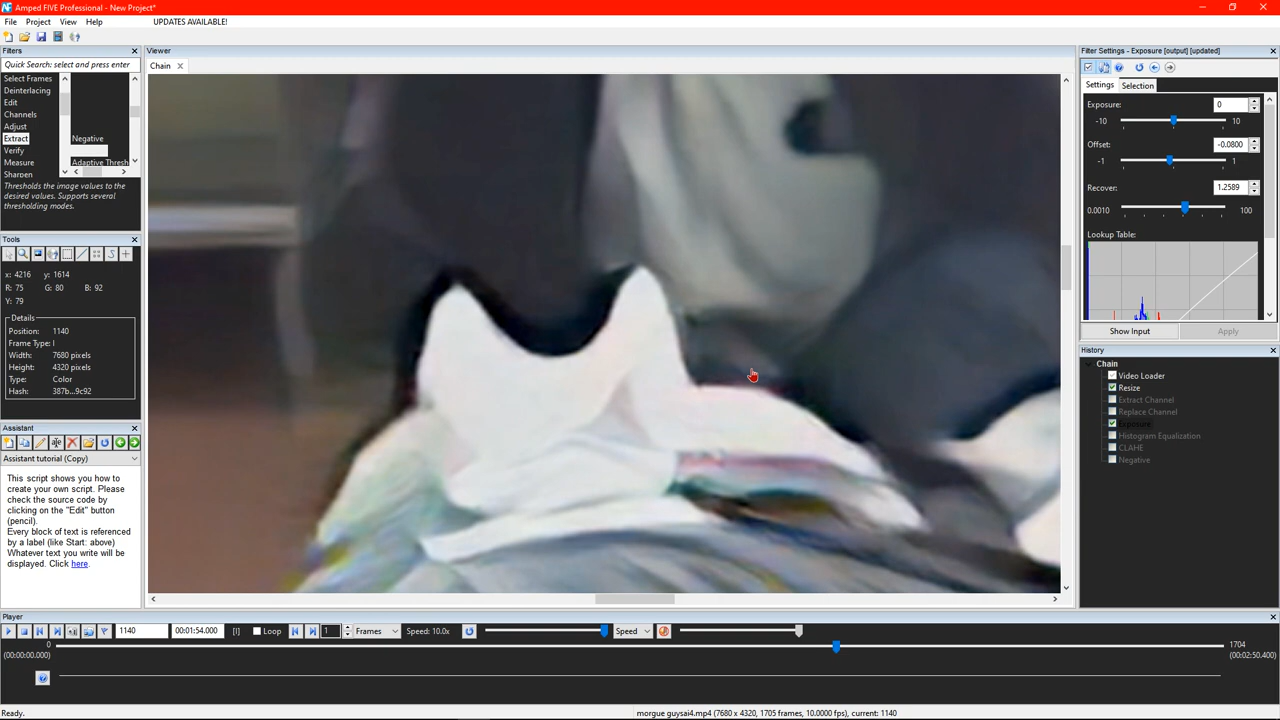 Amped FIVE Professional - New Project*
File Project View Help UPDATES AVAILABLE!
Filters
Quick Search: select and press enter
Select Frames
Deinterlacing
Edit
Channels
Adjust
Extract
Verify
Measure
Sharpen
Negative
Adaptive Thresh
Thresholds the image values to the
desired values. Supports several
thresholding modes.
Tools
x: 4216 y: 1614
R: 75 G: 80 B: 92
Y: 79
Details
Position: 1140
Frame Type: I
Width: 7680 pixels
Height: 4320 pixels
Type: Color
Hash: 387b...9c92
Assistant
Assistant tutorial (Copy)
This script shows you how to
create your own script. Please
check the source code by
clicking on the "Edit" button
(pencil).
Every block of text is referenced
by a label (like Start: above)
Whatever text you write will be
displayed. Click here.
Viewer
Chain
Filter Settings - Exposure [output] [updated]
Settings Selection
Exposure: 0
-10 10
Offset: -0.0800
-1 1
Recover: 1.2589
0.0010 100
Lookup Table:
Show Input Apply
History
Chain
Video Loader
Resize
Extract Channel
Replace Channel
Exposure
Histogram Equalization
CLAHE
Negative
Player
1140 00:01:54.000 [I] Loop 1 Frames Speed: 10.0x Speed
0 1704
(00:00:00.000) (00:02:50.400)
Ready. morgue guysai4.mp4 (7680 x 4320, 1705 frames, 10.0000 fps), current: 1140